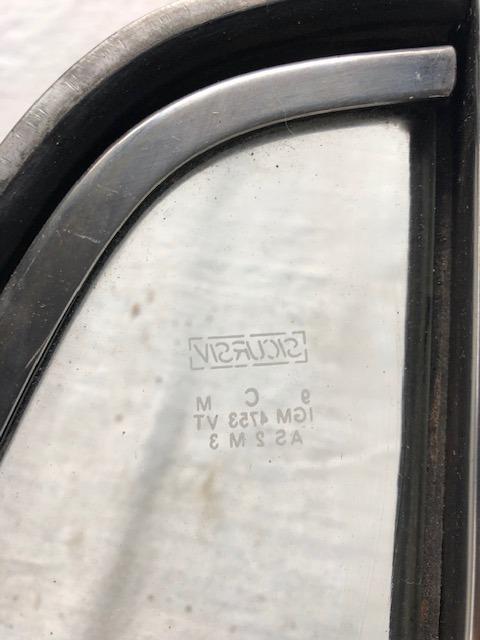 SICURSIV
9 C M
IGM 4753 VT
AS 2 M 3